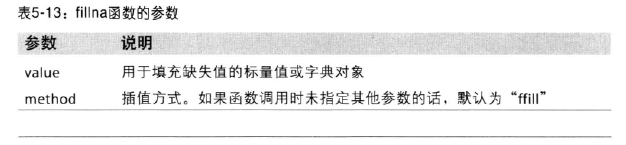 表5-13：fillna函数的参数
参数 说明
value 用于填充缺失值的标量值或字典对象
method 插值方式。如果函数调用时未指定其他参数的话，默认为“ffill”